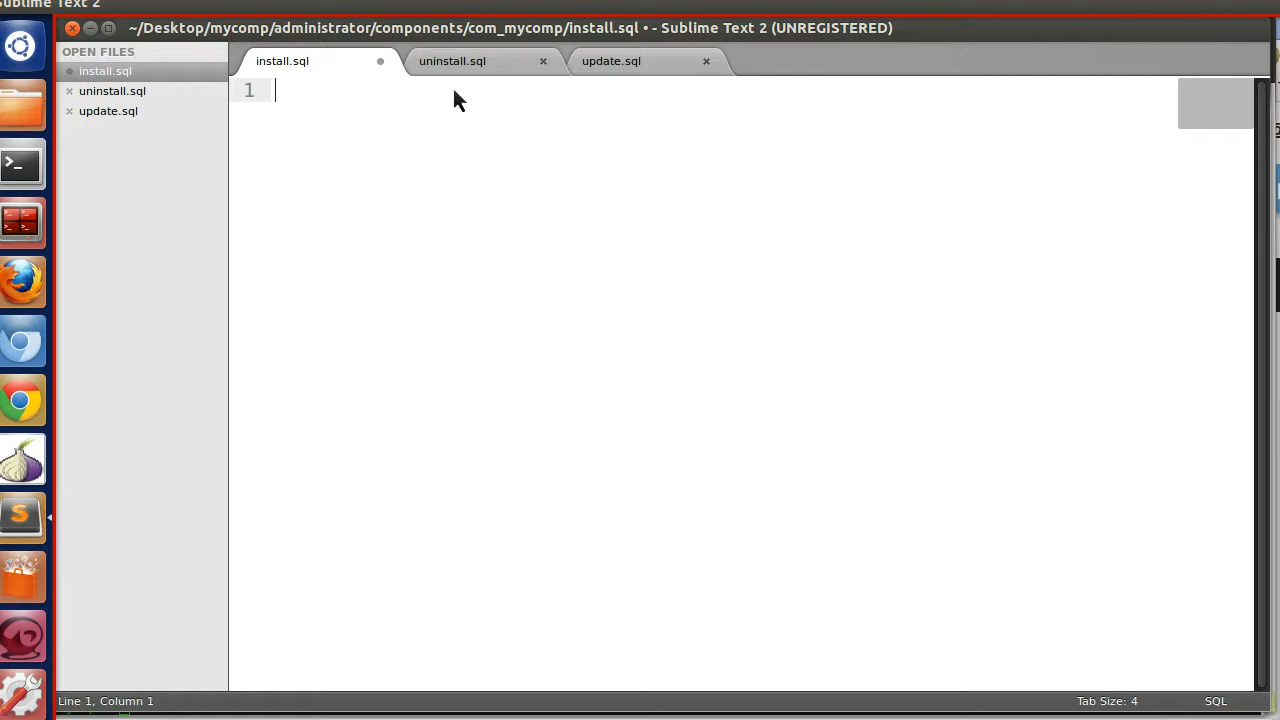 Sublime Text 2
~/Desktop/mycomp/administrator/components/com_mycomp/install.sql • - Sublime Text 2 (UNREGISTERED)
OPEN FILES
install.sql
uninstall.sql
update.sql
install.sql
uninstall.sql
update.sql
1
Line 1, Column 1
Tab Size: 4
SQL